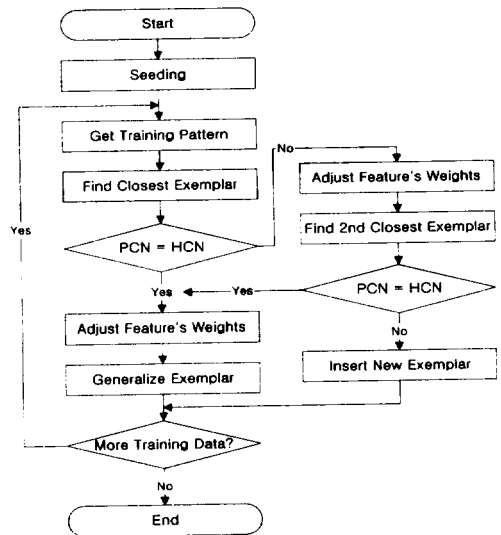 Start
Seeding
Get Training Pattern
Find Closest Exemplar
PCN = HCN
No
Adjust Feature's Weights
Find 2nd Closest Exemplar
PCN = HCN
Yes
Yes
Yes
No
Adjust Feature's Weights
Insert New Exemplar
Generalize Exemplar
More Training Data?
No
End